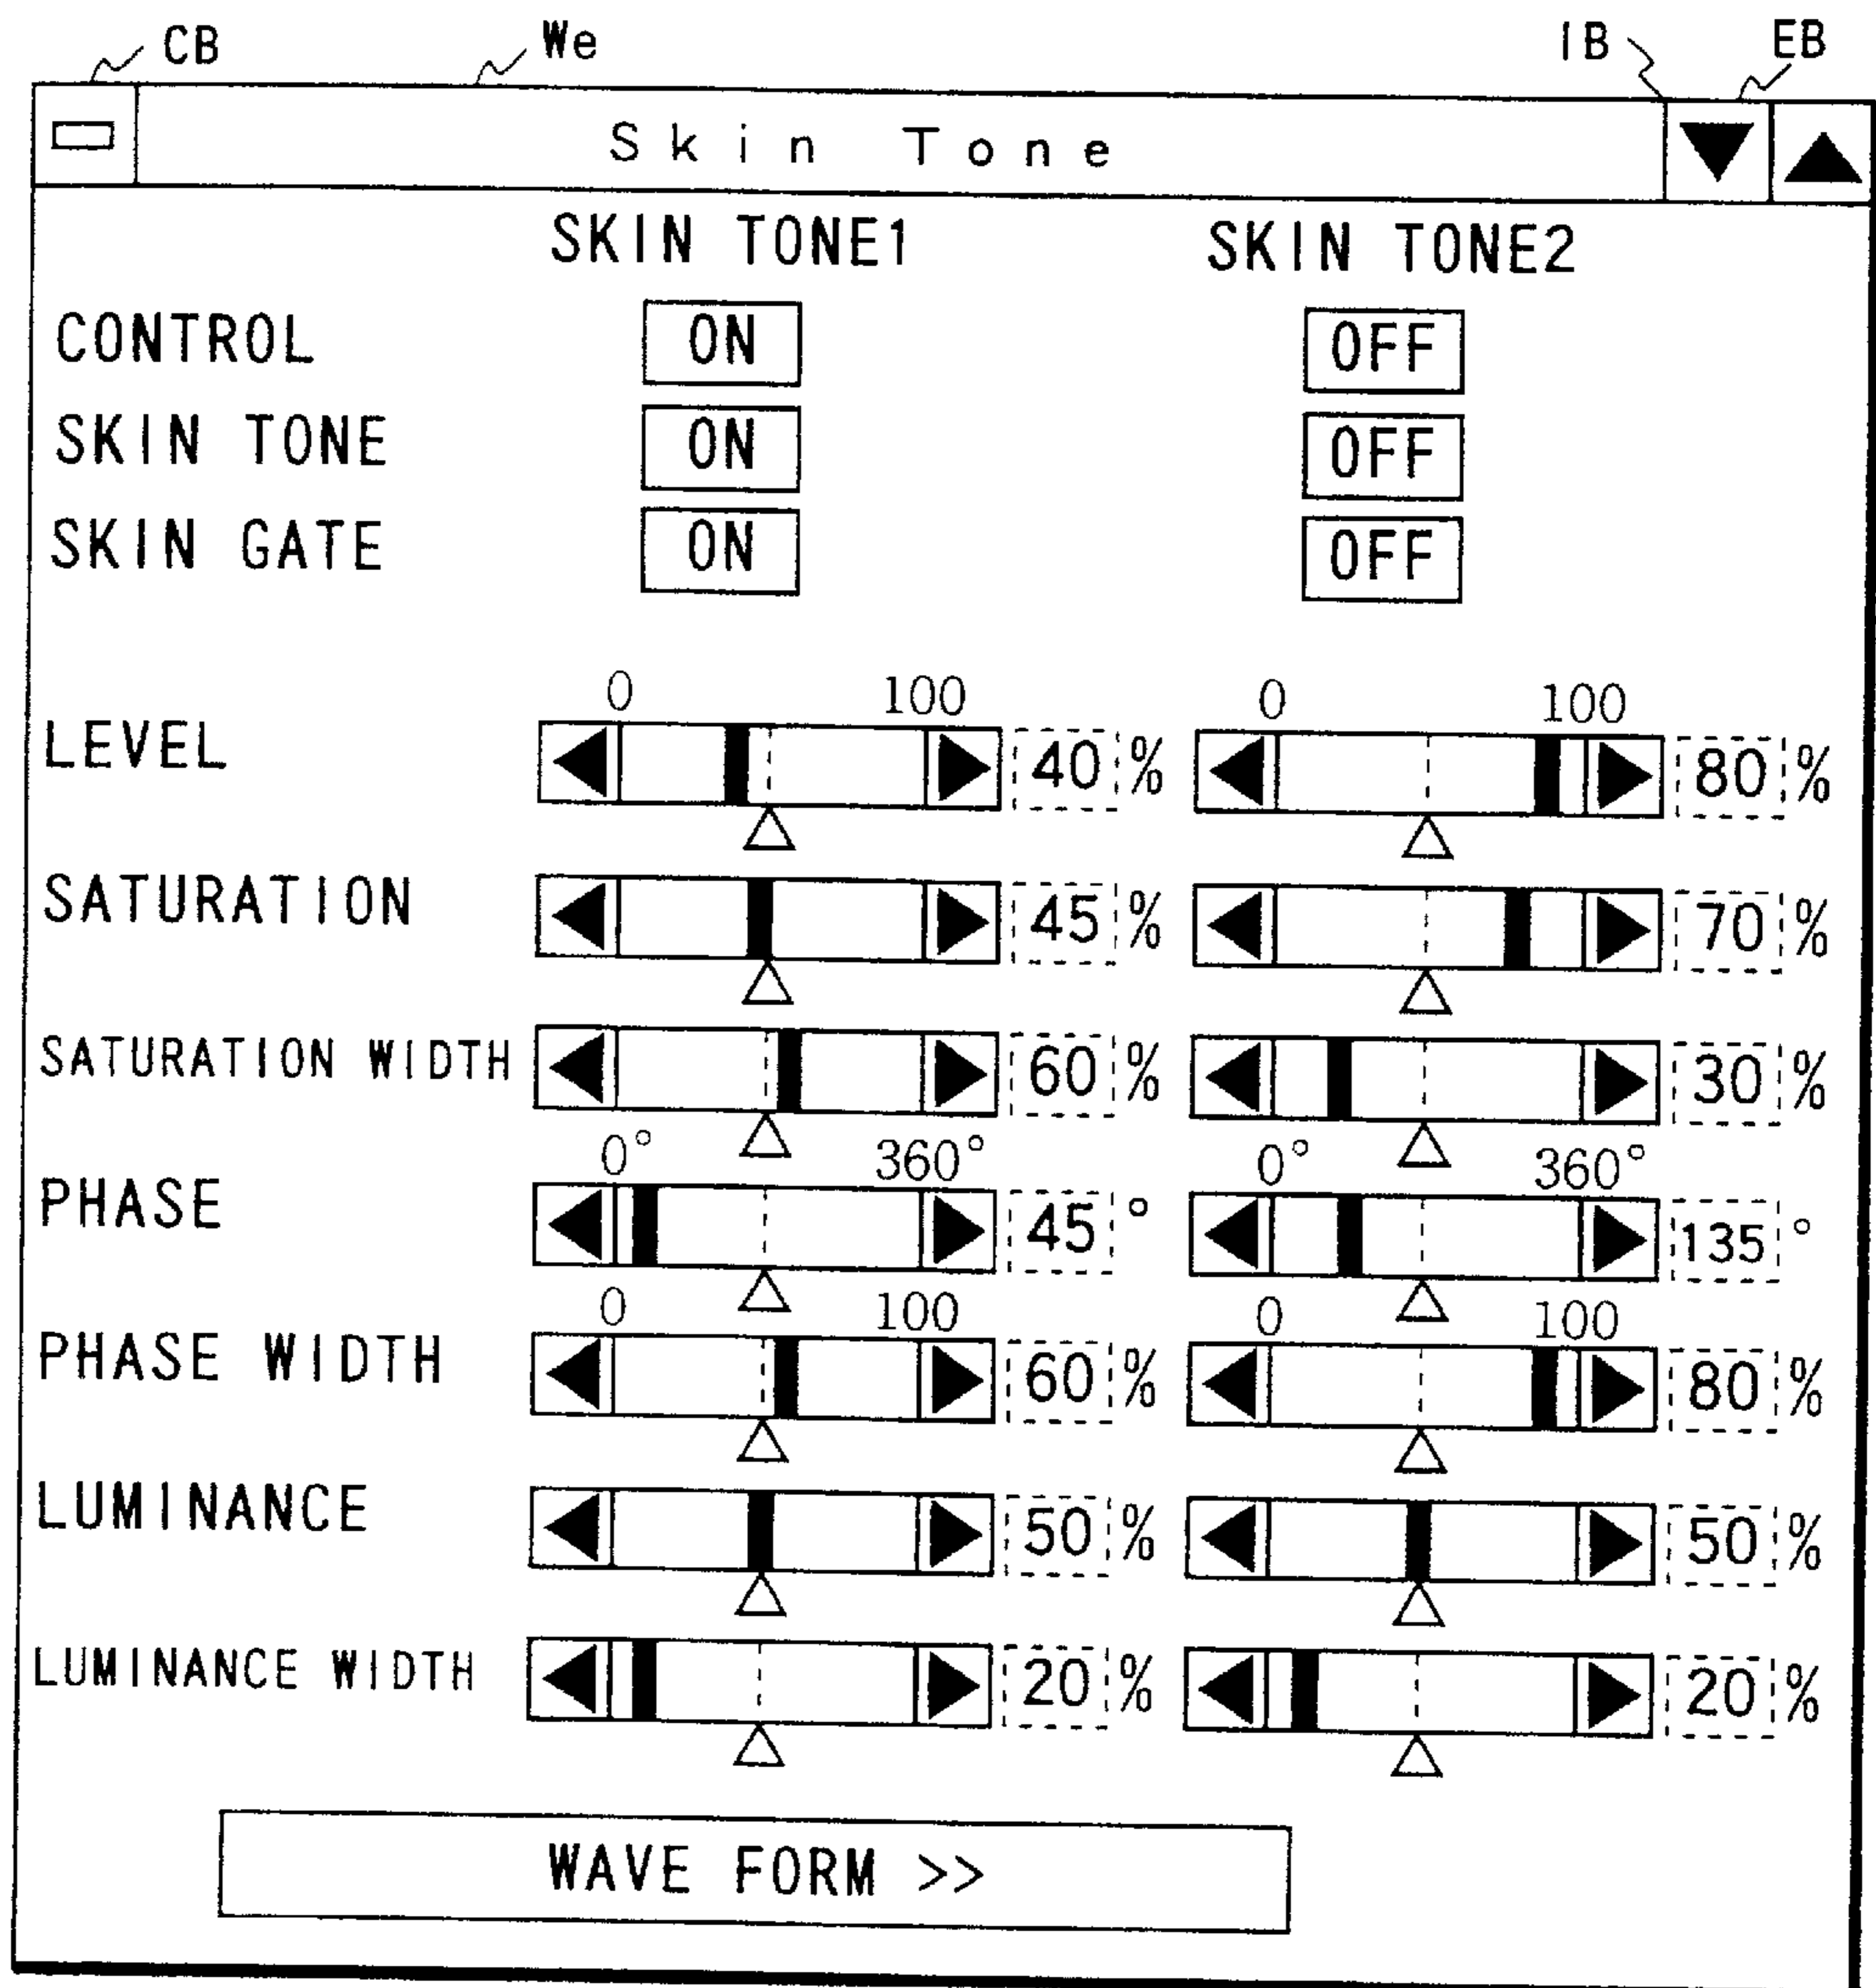 CB We IB EB
Skin Tone
SKIN TONE1 SKIN TONE2
CONTROL ON OFF
SKIN TONE ON OFF
SKIN GATE ON OFF
0 100 0 100
LEVEL 40 % 80 %
SATURATION 45 % 70 %
SATURATION WIDTH 60 % 30 %
0° 360° 0° 360°
PHASE 45 ° 135 °
0 100 0 100
PHASE WIDTH 60 % 80 %
LUMINANCE 50 % 50 %
LUMINANCE WIDTH 20 % 20 %
WAVE FORM >>